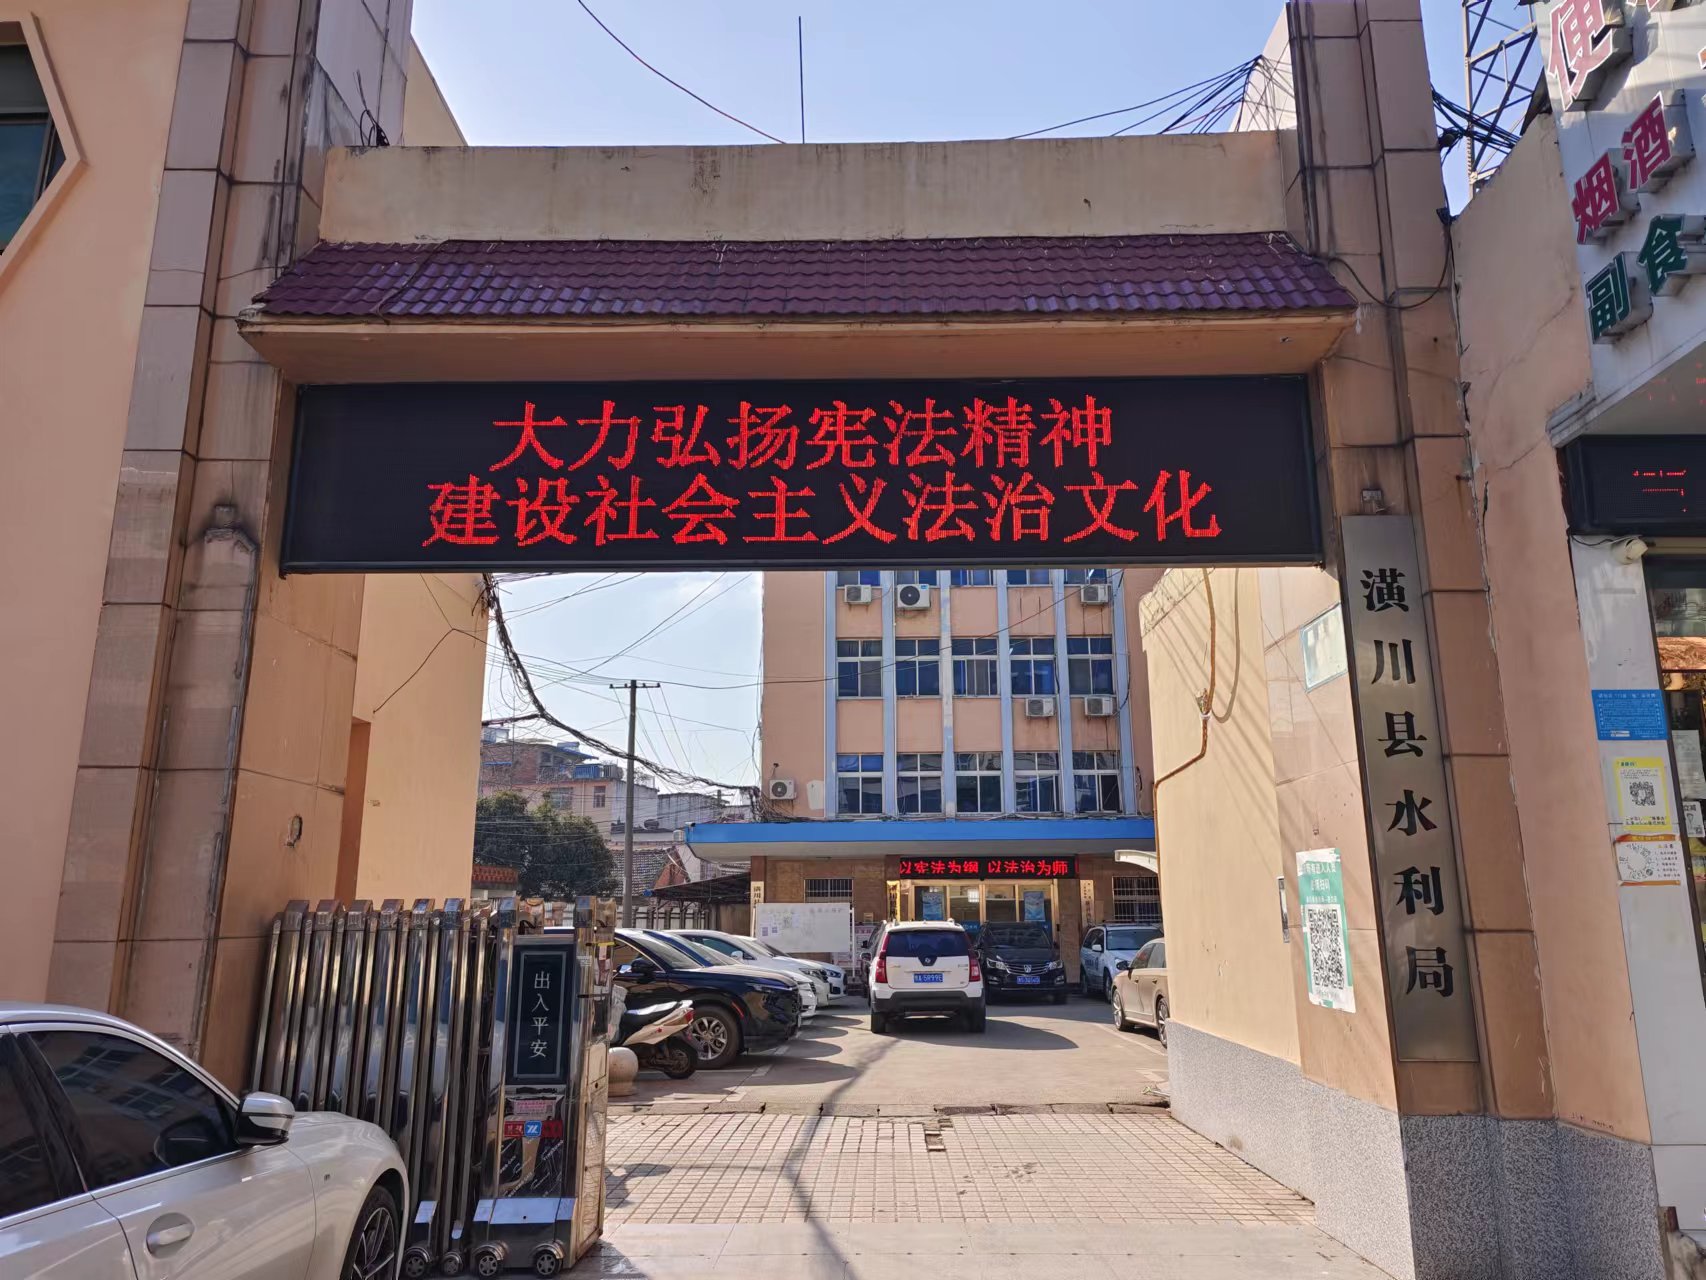 便
烟酒
副食
大力弘扬宪法精神
建设社会主义法治文化
潢川县水利局
以宪法为纲 以法治为师
出入平安